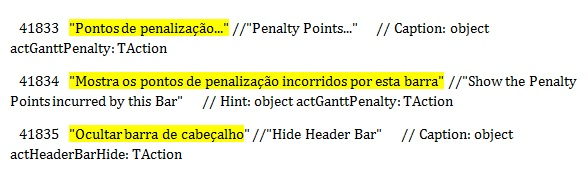 41833 "Pontos de penalização..." //"Penalty Points..." // Caption: object
actGanttPenalty: TAction
41834 "Mostra os pontos de penalização incorridos por esta barra" //"Show the Penalty
Points incurred by this Bar" // Hint: object actGanttPenalty: TAction
41835 "Ocultar barra de cabeçalho" //"Hide Header Bar" // Caption: object
actHeaderBarHide: TAction